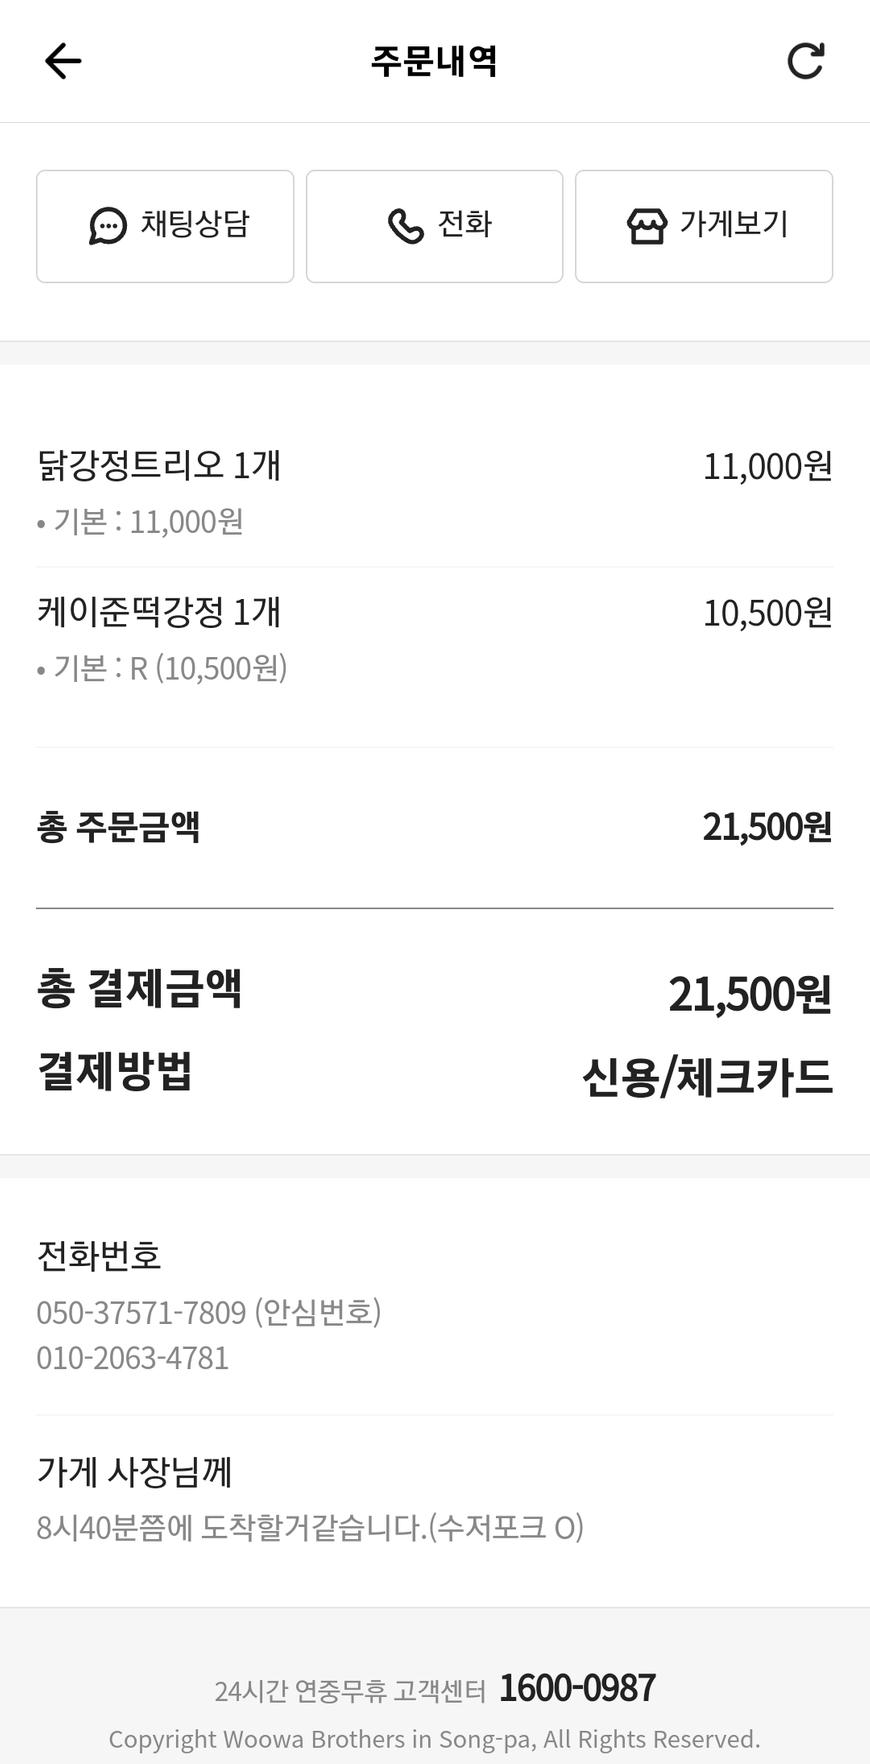 주문내역
채팅상담 전화 가게보기
닭강정트리오 1개 11,000원
• 기본 : 11,000원
케이준떡강정 1개 10,500원
• 기본 : R (10,500원)
총 주문금액 21,500원
총 결제금액 21,500원
결제방법 신용/체크카드
전화번호
050-37571-7809 (안심번호)
010-2063-4781
가게 사장님께
8시40분쯤에 도착할거같습니다.(수저포크 O)
24시간 연중무휴 고객센터 1600-0987
Copyright Woowa Brothers in Song-pa, All Rights Reserved.